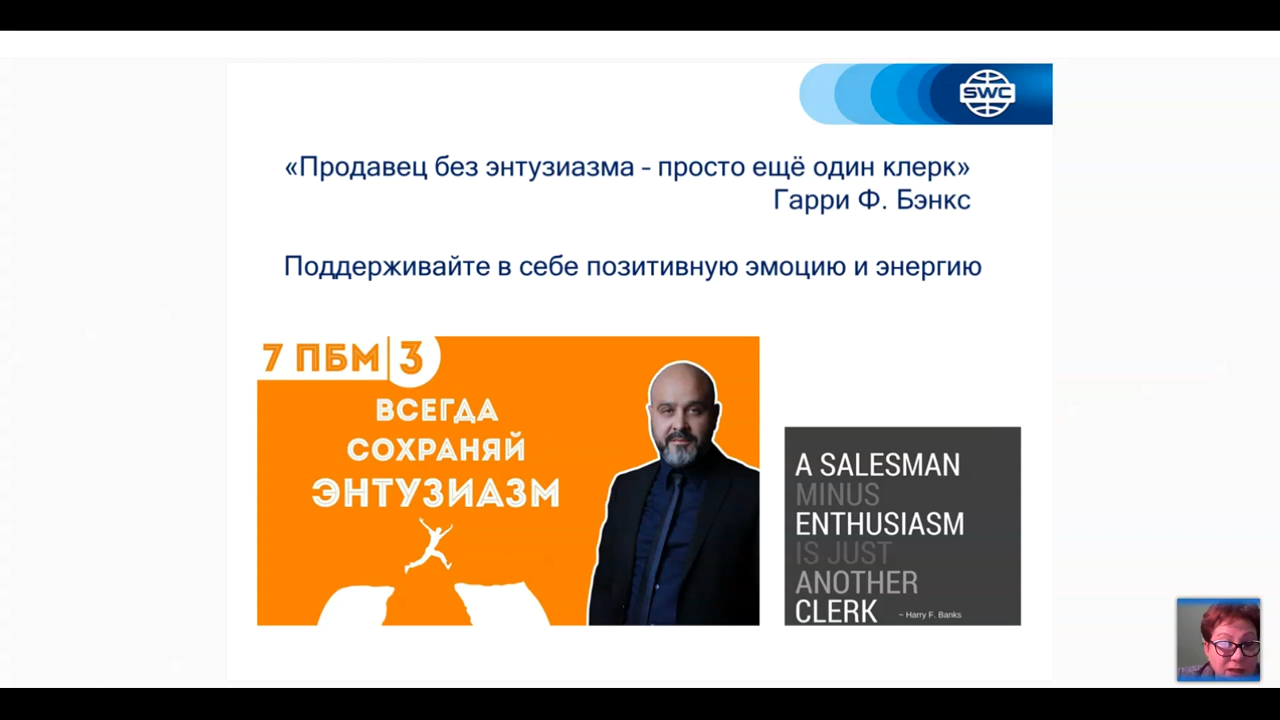 SWC
«Продавец без энтузиазма - просто ещё один клерк»
Гарри Ф. Бэнкс
Поддерживайте в себе позитивную эмоцию и энергию
7 ПБМ 3
ВСЕГДА
СОХРАНЯЙ
ЭНТУЗИАЗМ
A SALESMAN
MINUS
ENTHUSIASM
IS JUST
ANOTHER
CLERK ~ Harry F. Banks